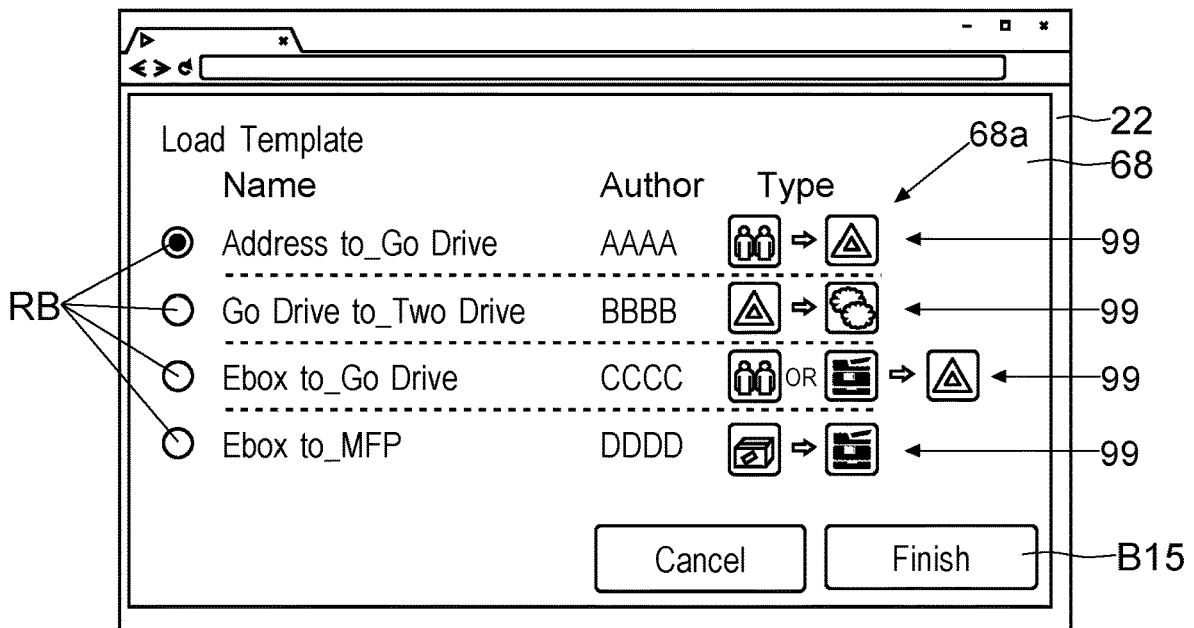 22
68a
68
Load Template
Name Author Type
Address to_Go Drive AAAA 99
RB
Go Drive to_Two Drive BBBB 99
Ebox to_Go Drive CCCC OR 99
Ebox to_MFP DDDD 99
Cancel Finish B15